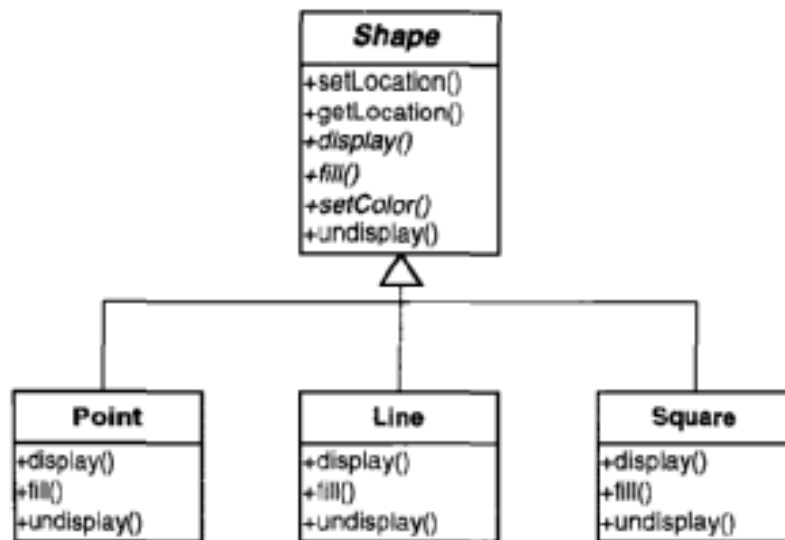 Shape
+setLocation()
+getLocation()
+display()
+fill()
+setColor()
+undisplay()
Point
+display()
+fill()
+undisplay()
Line
+display()
+fill()
+undisplay()
Square
+display()
+fill()
+undisplay()